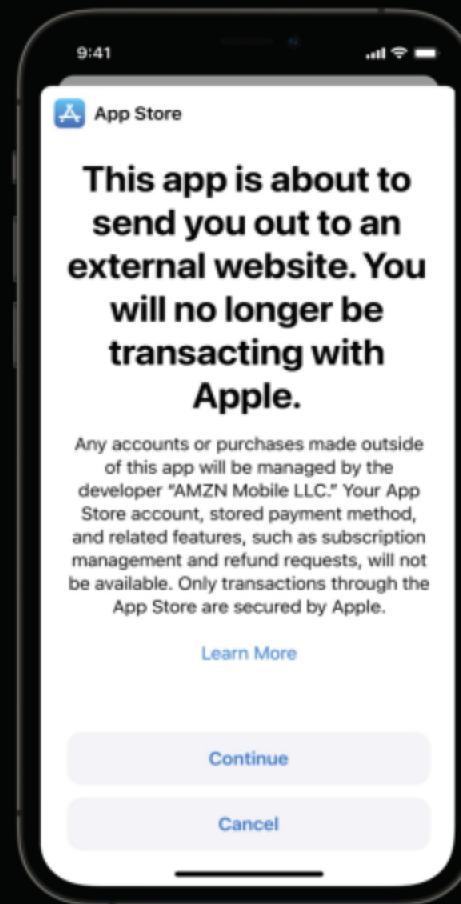 9:41
App Store
This app is about to
send you out to an
external website. You
will no longer be
transacting with
Apple.
Any accounts or purchases made outside
of this app will be managed by the
developer “AMZN Mobile LLC.” Your App
Store account, stored payment method,
and related features, such as subscription
management and refund requests, will not
be available. Only transactions through the
App Store are secured by Apple.
Learn More
Continue
Cancel